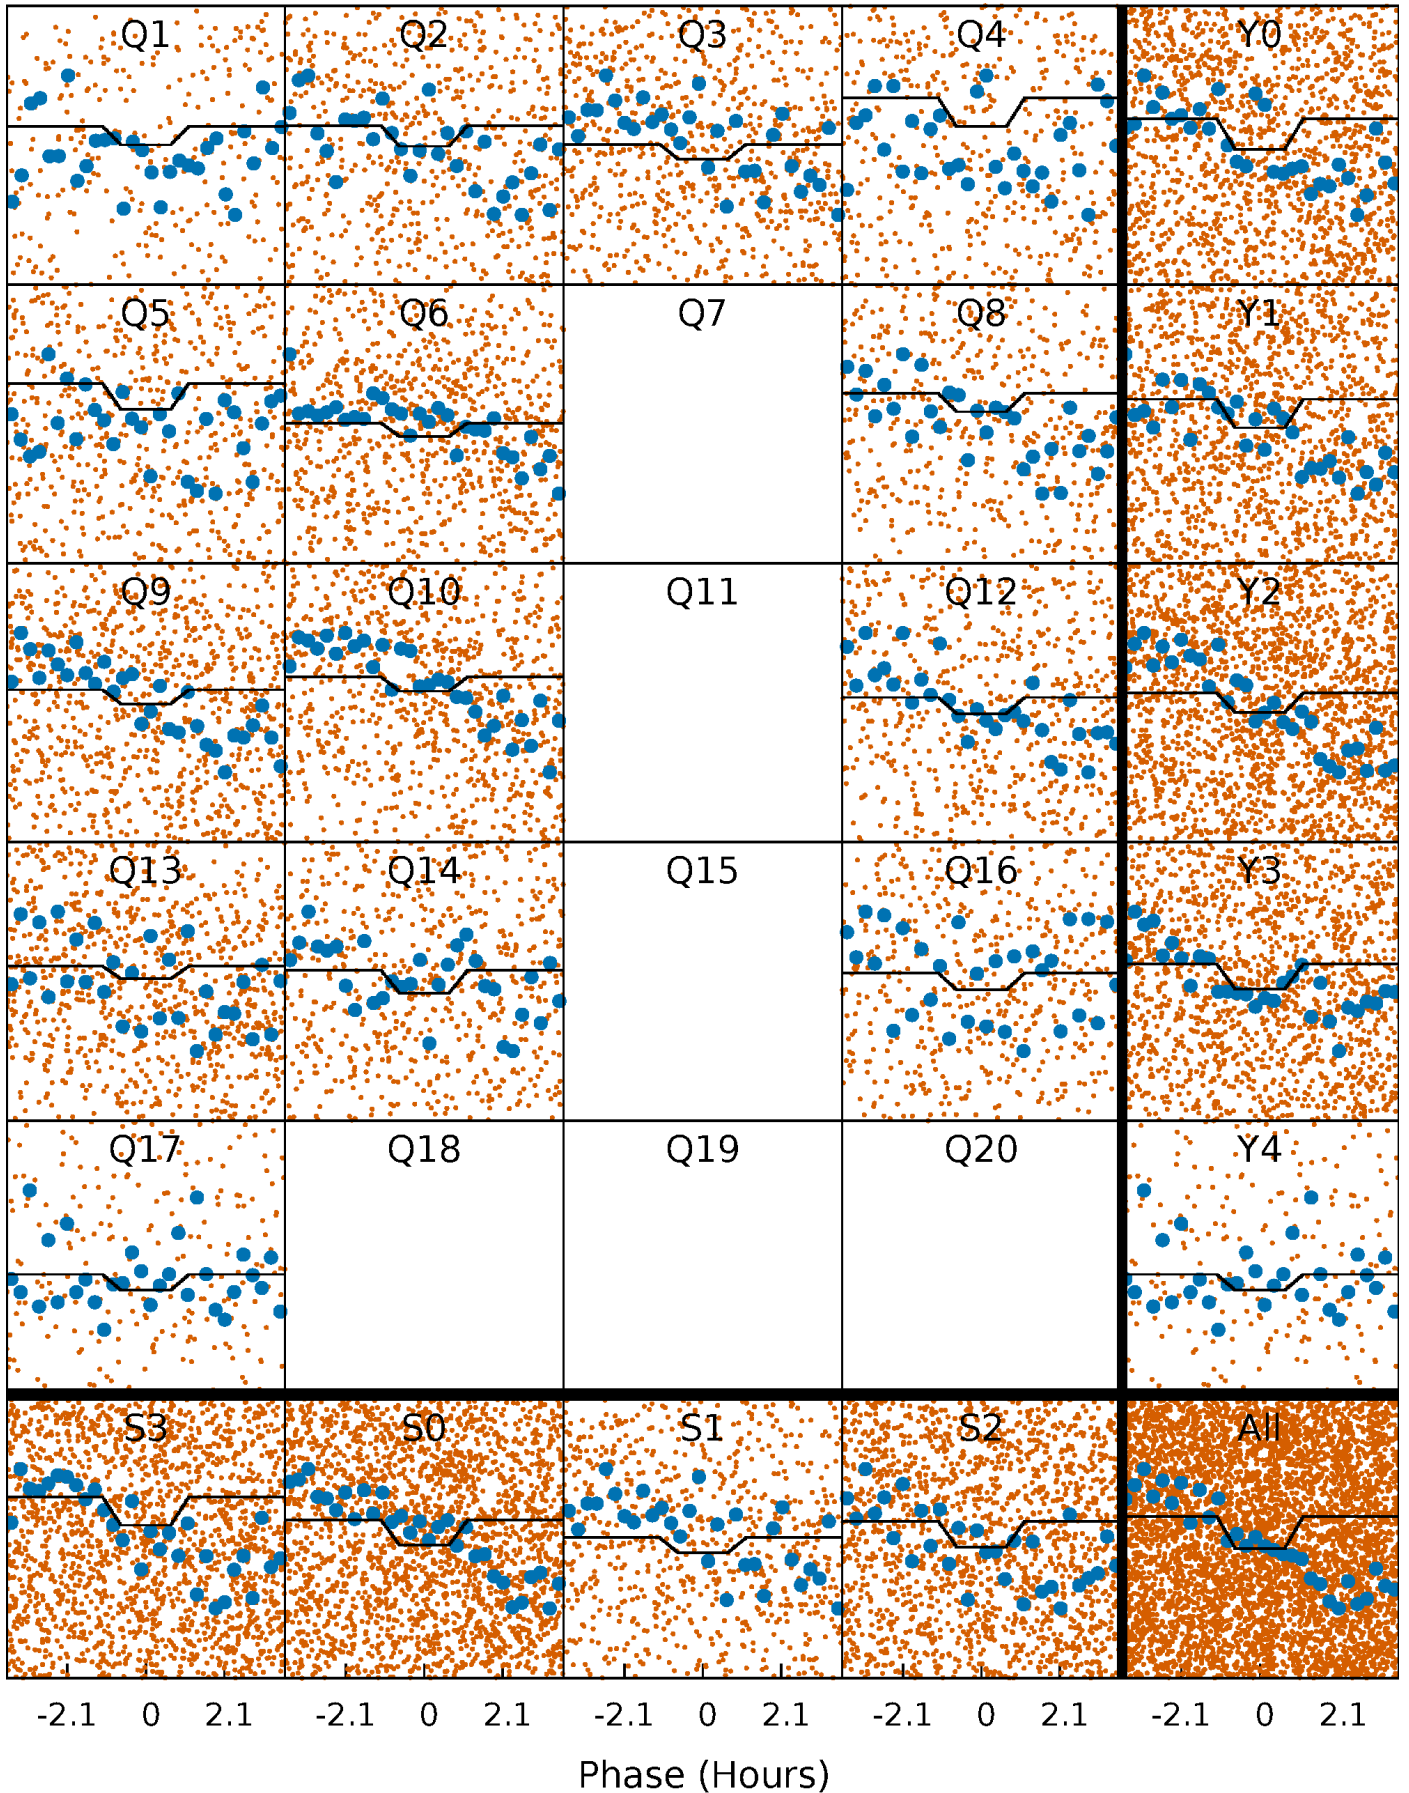 Q1 Q2 Q3 Q4 Y0
Q5 Q6 Q7 Q8 Y1
Q9 Q10 Q11 Q12 Y2
Q13 Q14 Q15 Q16 Y3
Q17 Q18 Q19 Q20 Y4
S3 S0 S1 S2 All
-2.1 0 2.1 -2.1 0 2.1 -2.1 0 2.1 -2.1 0 2.1 -2.1 0 2.1
Phase (Hours)